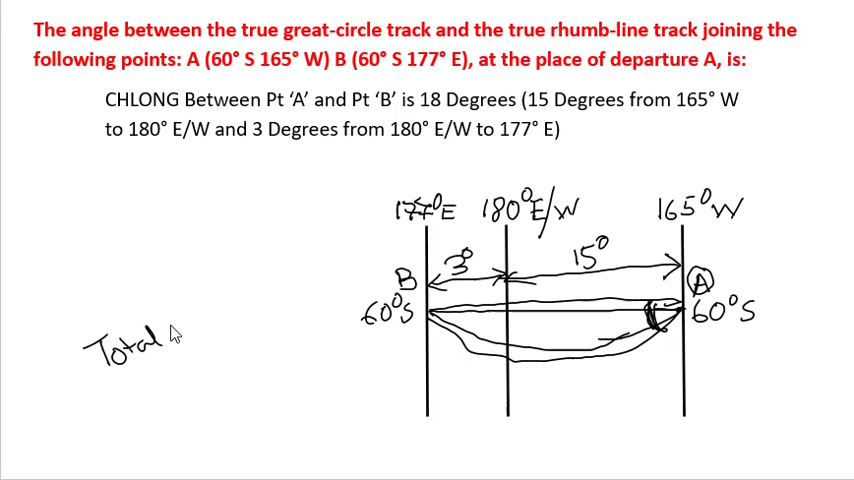 The angle between the true great-circle track and the true rhumb-line track joining the
following points: A (60° S 165° W) B (60° S 177° E), at the place of departure A, is:
CHLONG Between Pt ‘A’ and Pt ‘B’ is 18 Degrees (15 Degrees from 165° W
to 180° E/W and 3 Degrees from 180° E/W to 177° E)
177°E 180°E/W 165°W
3° 15°
B A
60°S 60°S
Total